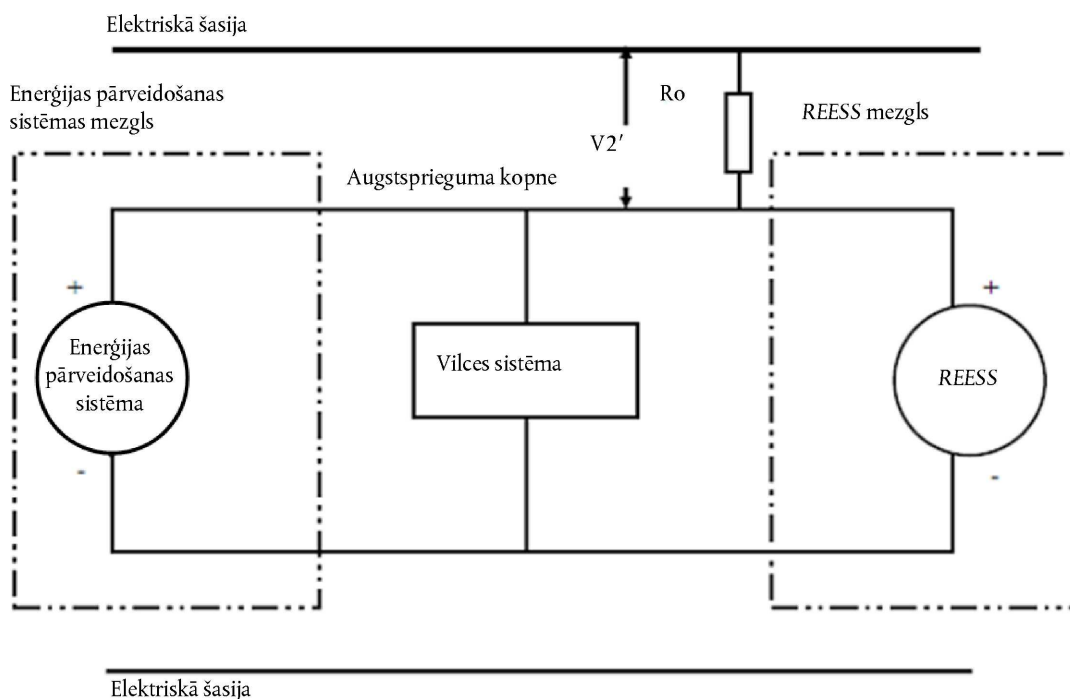 Elektriskā šasija
Enerģijas pārveidošanas
sistēmas mezgls
Ro
REESS mezgls
V2′
Augstsprieguma kopne
+
+
Enerģijas
pārveidošanas
sistēma
Vilces sistēma
REESS
-
-
Elektriskā šasija